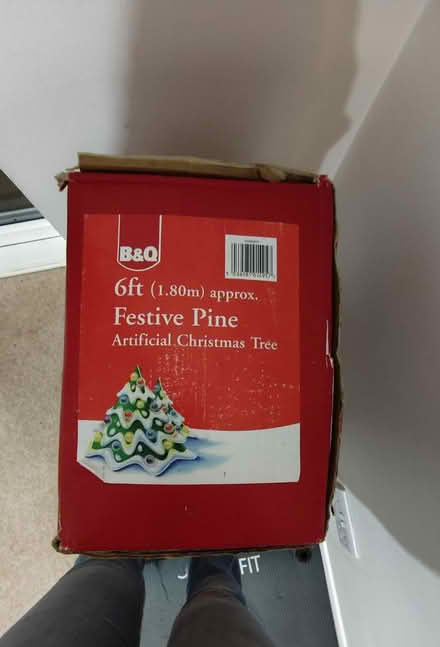 B&Q
6ft (1.80m) approx.
Festive Pine
Artificial Christmas Tree
FIT